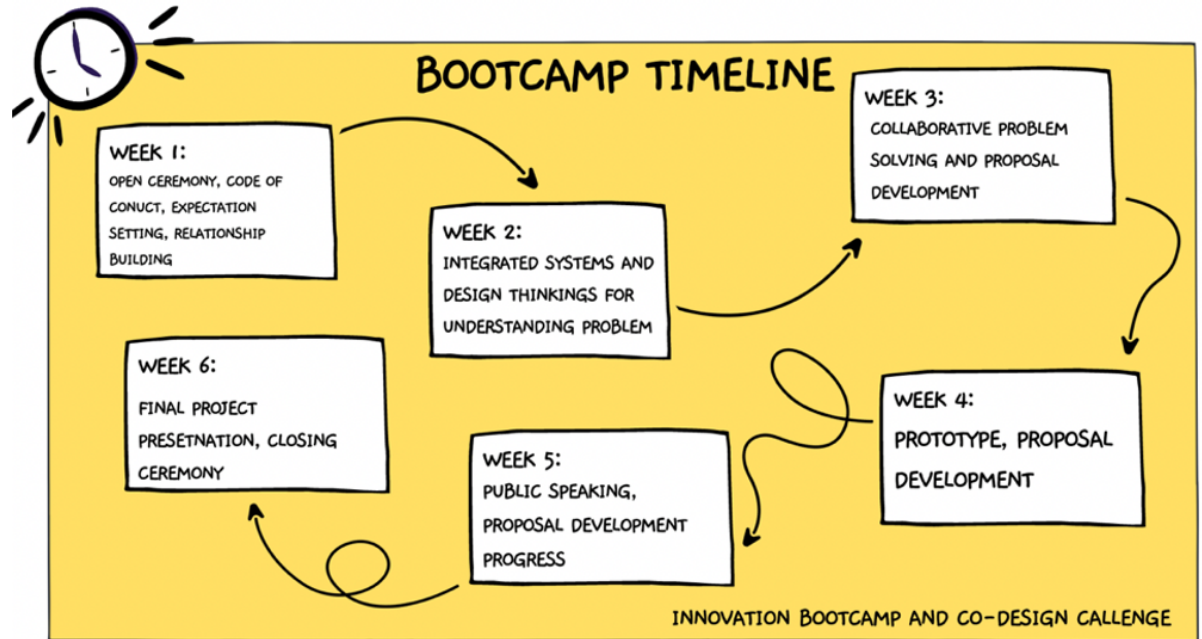 BOOTCAMP TIMELINE
WEEK 1:
OPEN CEREMONY, CODE OF
CONUCT, EXPECTATION
SETTING, RELATIONSHIP
BUILDING
WEEK 2:
INTEGRATED SYSTEMS AND
DESIGN THINKINGS FOR
UNDERSTANDING PROBLEM
WEEK 3:
COLLABORATIVE PROBLEM
SOLVING AND PROPOSAL
DEVELOPMENT
WEEK 4:
PROTOTYPE, PROPOSAL
DEVELOPMENT
WEEK 5:
PUBLIC SPEAKING,
PROPOSAL DEVELOPMENT
PROGRESS
WEEK 6:
FINAL PROJECT
PRESETNATION, CLOSING
CEREMONY
INNOVATION BOOTCAMP AND CO-DESIGN CALLENGE